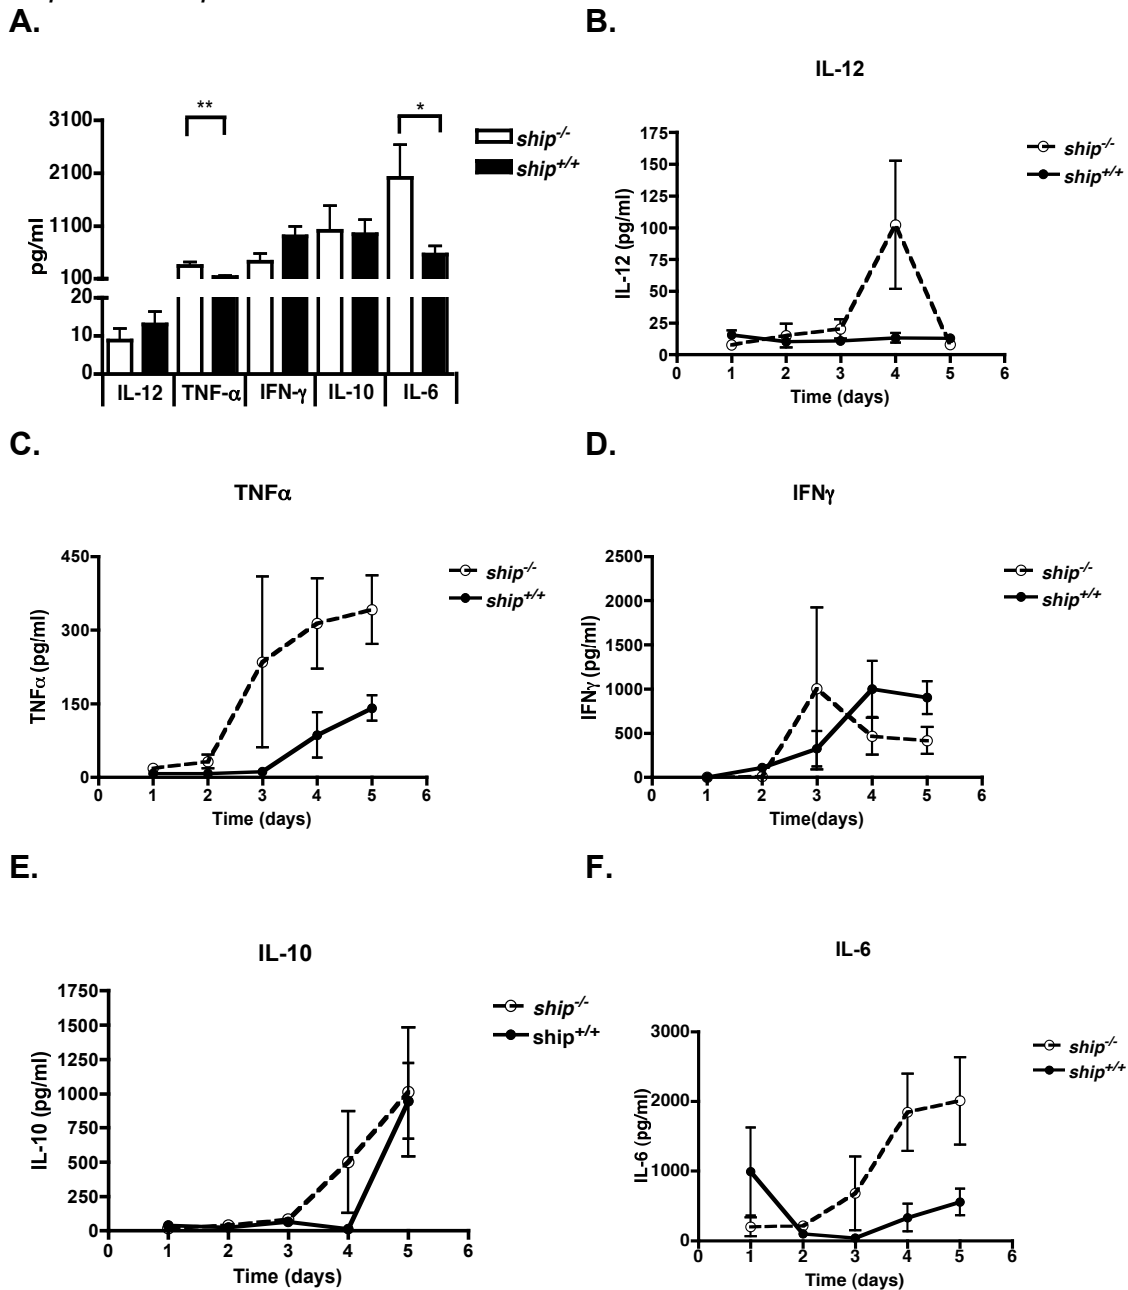 A.
**
*
3100
2100
1100
100
20
10
0
pg/ml
IL-12 TNF-α IFN-γ IL-10 IL-6
ship-/-
ship+/+
B.
IL-12
175
150
125
100
75
50
25
0
IL-12 (pg/ml)
0 1 2 3 4 5 6
Time (days)
ship-/-
ship+/+
C.
TNFα
450
300
150
0
TNFα (pg/ml)
0 1 2 3 4 5 6
Time (days)
ship-/-
ship+/+
D.
IFNγ
2500
2000
1500
1000
500
0
IFNγ (pg/ml)
0 1 2 3 4 5 6
Time(days)
ship-/-
ship+/+
E.
IL-10
1750
1500
1250
1000
750
500
250
0
IL-10 (pg/ml)
0 1 2 3 4 5 6
Time (days)
ship-/-
ship+/+
F.
IL-6
3000
2000
1000
0
IL-6 (pg/ml)
0 1 2 3 4 5 6
Time (days)
ship-/-
ship+/+